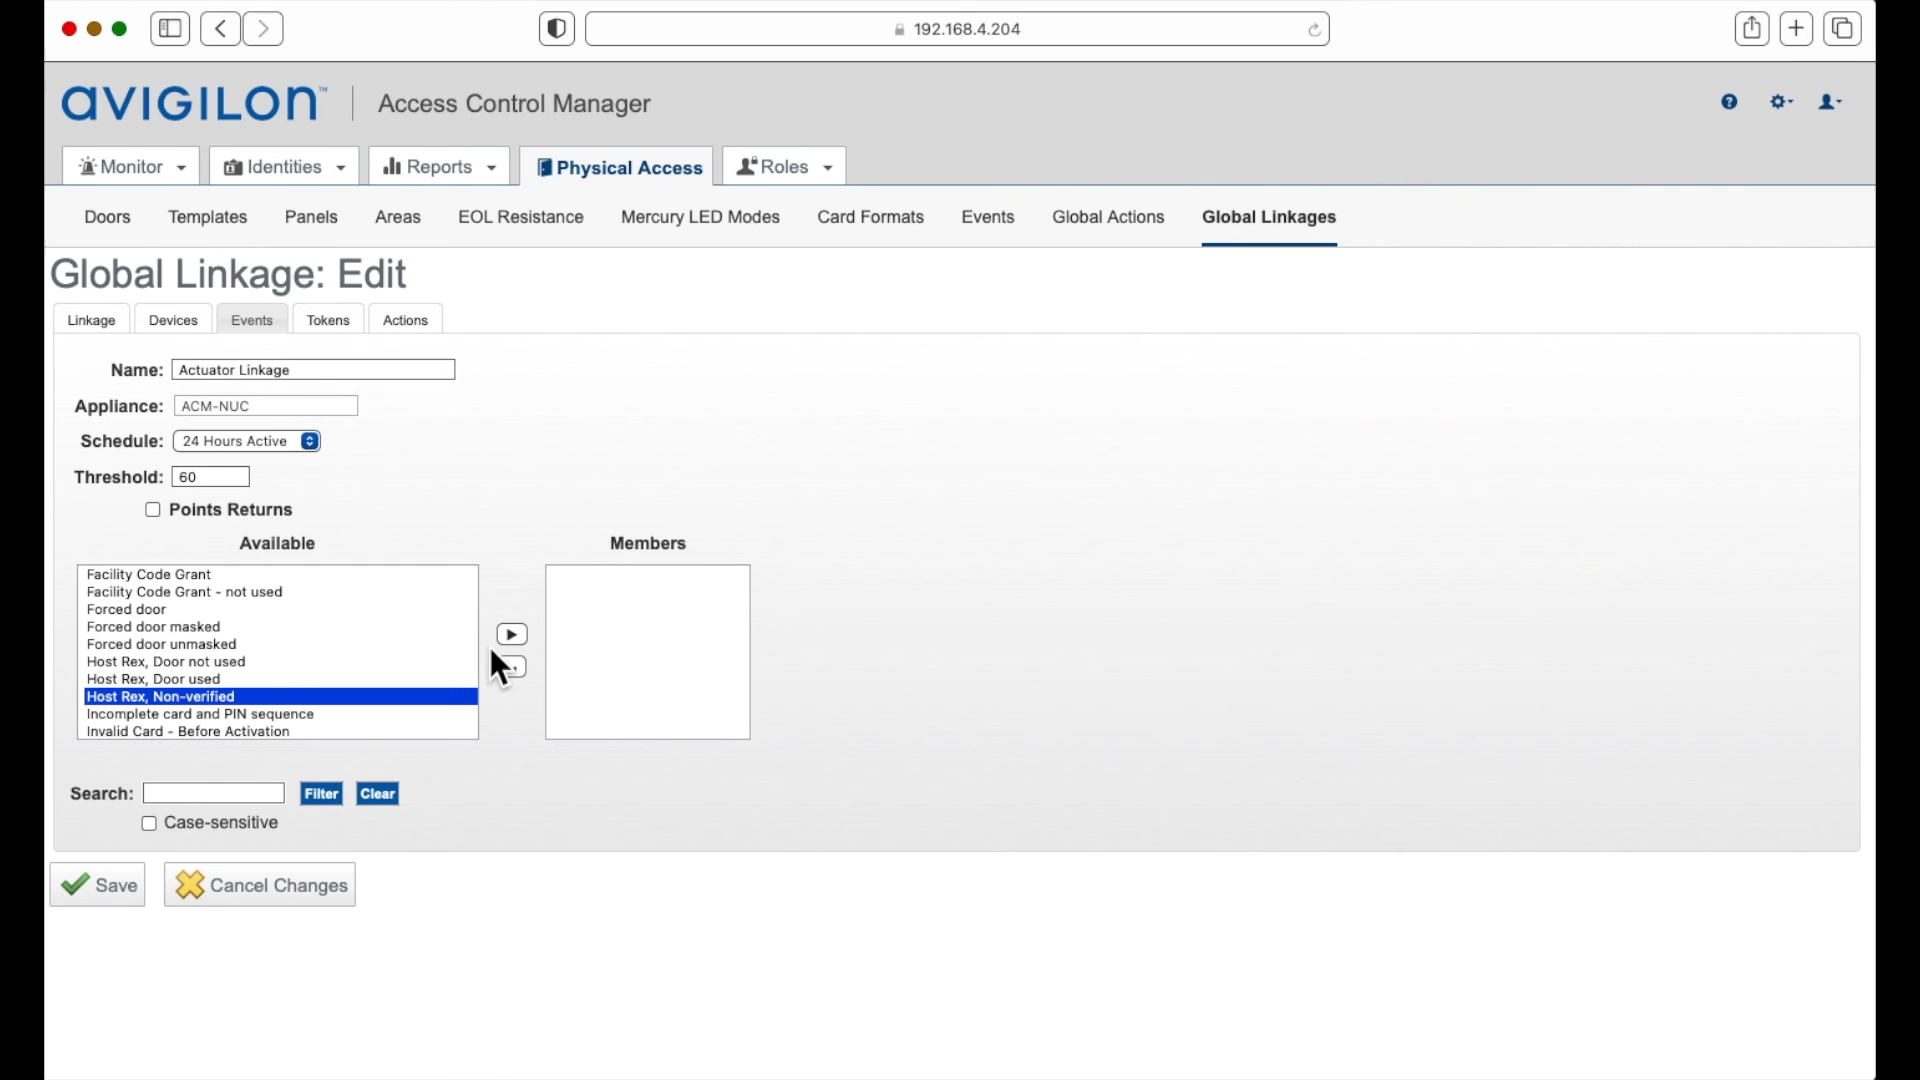 192.168.4.204
AVIGILON™ Access Control Manager
Monitor Identities Reports Physical Access Roles
Doors Templates Panels Areas EOL Resistance Mercury LED Modes Card Formats Events Global Actions Global Linkages
Global Linkage: Edit
Linkage Devices Events Tokens Actions
Name: Actuator Linkage
Appliance: ACM-NUC
Schedule: 24 Hours Active
Threshold: 60
Points Returns
Available Members
Facility Code Grant
Facility Code Grant - not used
Forced door
Forced door masked
Forced door unmasked
Host Rex, Door not used
Host Rex, Door used
Host Rex, Non-verified
Incomplete card and PIN sequence
Invalid Card - Before Activation
Search: Filter Clear
Case-sensitive
Save Cancel Changes